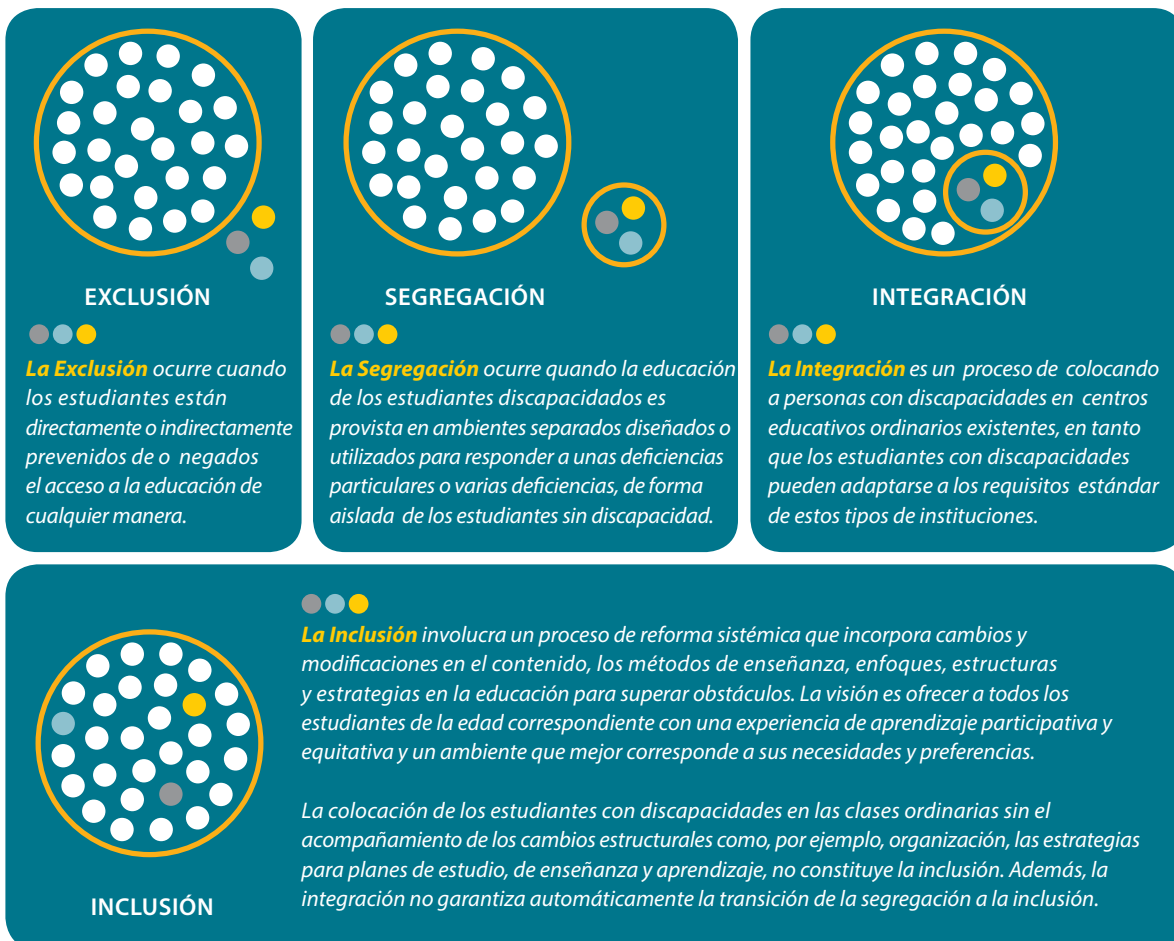 EXCLUSIÓN
La Exclusión ocurre cuando
los estudiantes están
directamente o indirectamente
prevenidos de o negados
el acceso a la educación de
cualquier manera.
SEGREGACIÓN
La Segregación ocurre quando la educación
de los estudiantes discapacidados es
provista en ambientes separados diseñados o
utilizados para responder a unas deficiencias
particulares o varias deficiencias, de forma
aislada de los estudiantes sin discapacidad.
INTEGRACIÓN
La Integración es un proceso de colocando
a personas con discapacidades en centros
educativos ordinarios existentes, en tanto
que los estudiantes con discapacidades
pueden adaptarse a los requisitos estándar
de estos tipos de instituciones.
INCLUSIÓN
La Inclusión involucra un proceso de reforma sistémica que incorpora cambios y
modificaciones en el contenido, los métodos de enseñanza, enfoques, estructuras
y estrategias en la educación para superar obstáculos. La visión es ofrecer a todos los
estudiantes de la edad correspondiente con una experiencia de aprendizaje participativa y
equitativa y un ambiente que mejor corresponde a sus necesidades y preferencias.
La colocación de los estudiantes con discapacidades en las clases ordinarias sin el
acompañamiento de los cambios estructurales como, por ejemplo, organización, las estrategias
para planes de estudio, de enseñanza y aprendizaje, no constituye la inclusión. Además, la
integración no garantiza automáticamente la transición de la segregación a la inclusión.